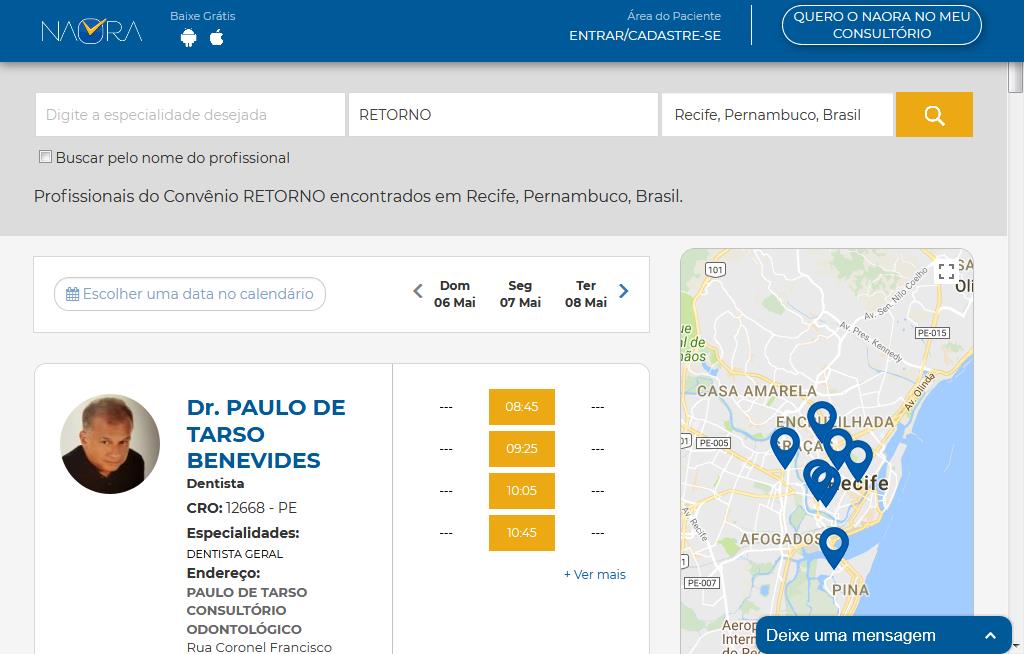 NAORA
Baixe Grátis
Área do Paciente
ENTRAR/CADASTRE-SE
QUERO O NAORA NO MEU
CONSULTÓRIO
Digite a especialidade desejada
RETORNO
Recife, Pernambuco, Brasil
Buscar pelo nome do profissional
Profissionais do Convênio RETORNO encontrados em Recife, Pernambuco, Brasil.
Escolher uma data no calendário
Dom
06 Mai
Seg
07 Mai
Ter
08 Mai
Dr. PAULO DE
TARSO
BENEVIDES
Dentista
CRO: 12668 - PE
Especialidades:
DENTISTA GERAL
Endereço:
PAULO DE TARSO
CONSULTÓRIO
ODONTOLÓGICO
Rua Coronel Francisco
--- 08:45 ---
--- 09:25 ---
--- 10:05 ---
--- 10:45 ---
+ Ver mais
101
Av. Sen. Nilo Coelho
PE-015
Av. Pres. Kennedy
CASA AMARELA
Av. Olinda
PE-005
Av. Recife
AFOGADOS
PE-007
PINA
Deixe uma mensagem